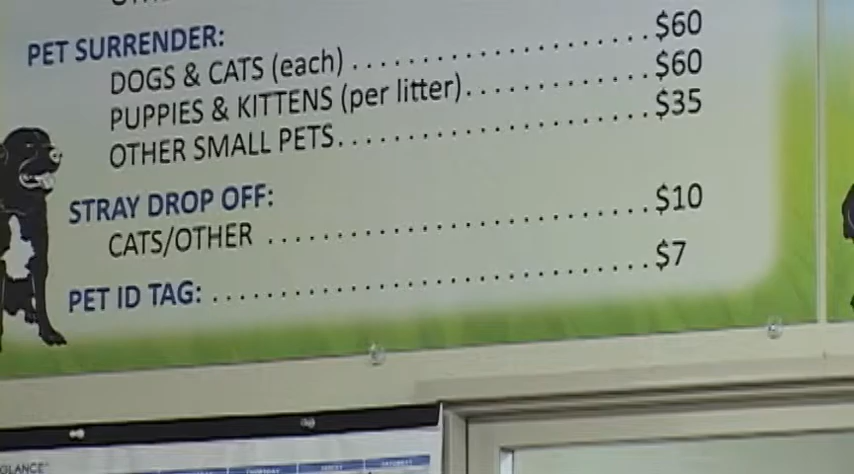 PET SURRENDER:
DOGS & CATS (each) . . . . . . . . . . . . . . . . . . . . . $60
PUPPIES & KITTENS (per litter). . . . . . . . . . . . . $60
OTHER SMALL PETS. . . . . . . . . . . . . . . . . . . . . . $35
STRAY DROP OFF:
CATS/OTHER . . . . . . . . . . . . . . . . . . . . . . . . . . . $10
PET ID TAG: . . . . . . . . . . . . . . . . . . . . . . . . . . . . . . . $7
GLANCE